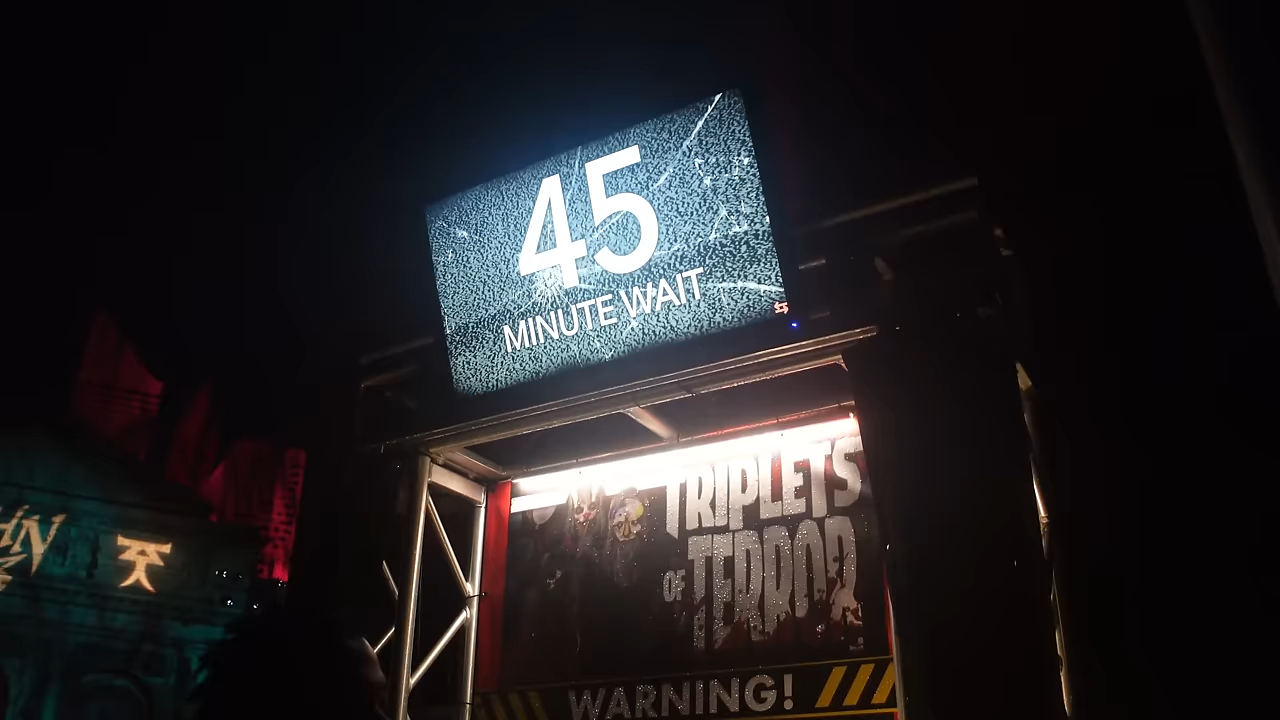 45
MINUTE WAIT
TRIPLETS
OF TERROR
WARNING!